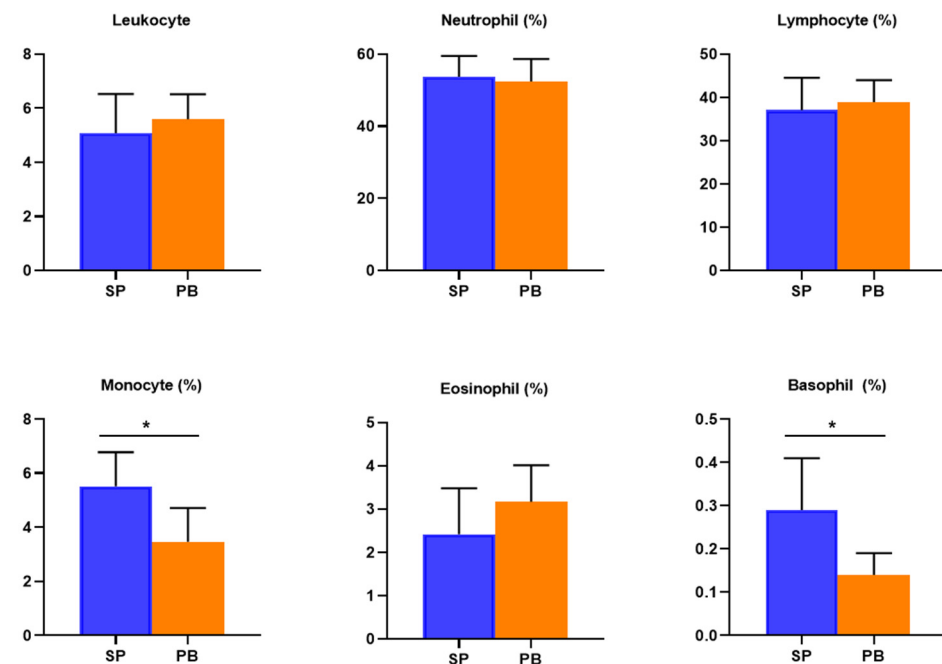 Leukocyte
8
6
4
2
0
SP PB
Neutrophil (%)
60
40
20
0
SP PB
Lymphocyte (%)
50
40
30
20
10
0
SP PB
Monocyte (%)
8
6
4
2
0
*
SP PB
Eosinophil (%)
5
4
3
2
1
0
SP PB
Basophil (%)
0.5
0.4
0.3
0.2
0.1
0.0
*
SP PB